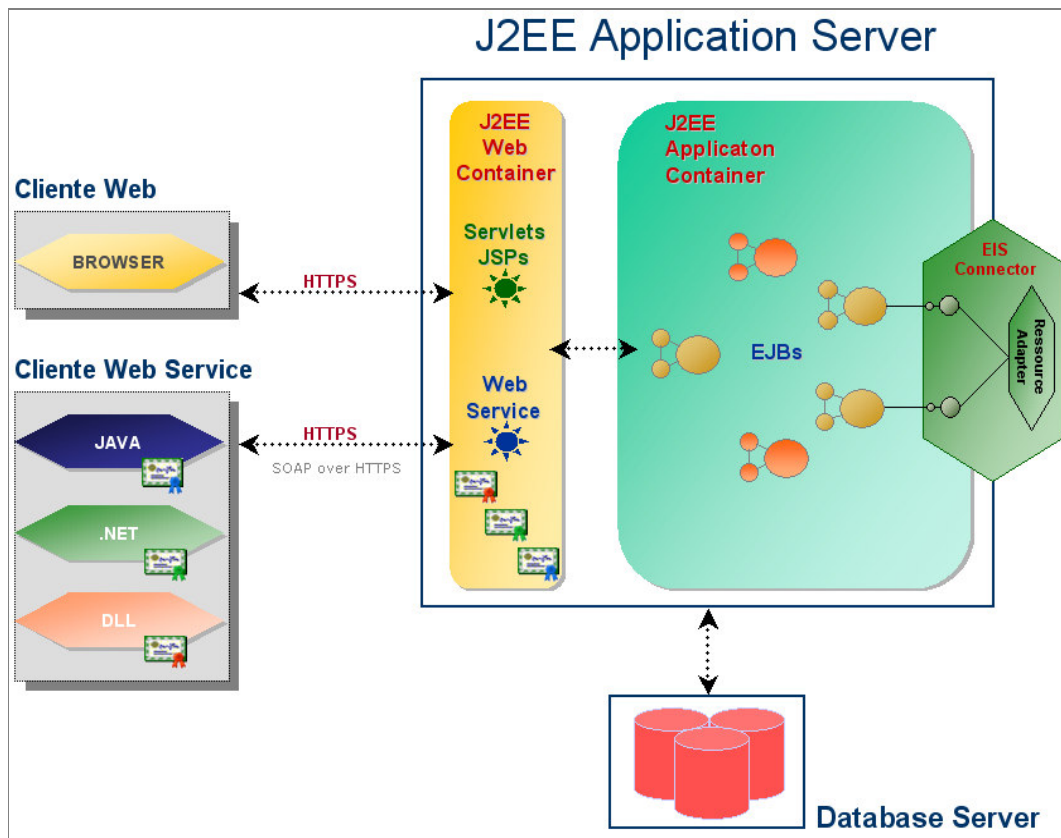 J2EE Application Server
J2EE
Web
Container
Servlets
JSPs
Web
Service
J2EE
Applicaton
Container
EJBs
EIS
Connector
Ressource
Adapter
Cliente Web
BROWSER
HTTPS
Cliente Web Service
JAVA
.NET
DLL
HTTPS
SOAP over HTTPS
Database Server